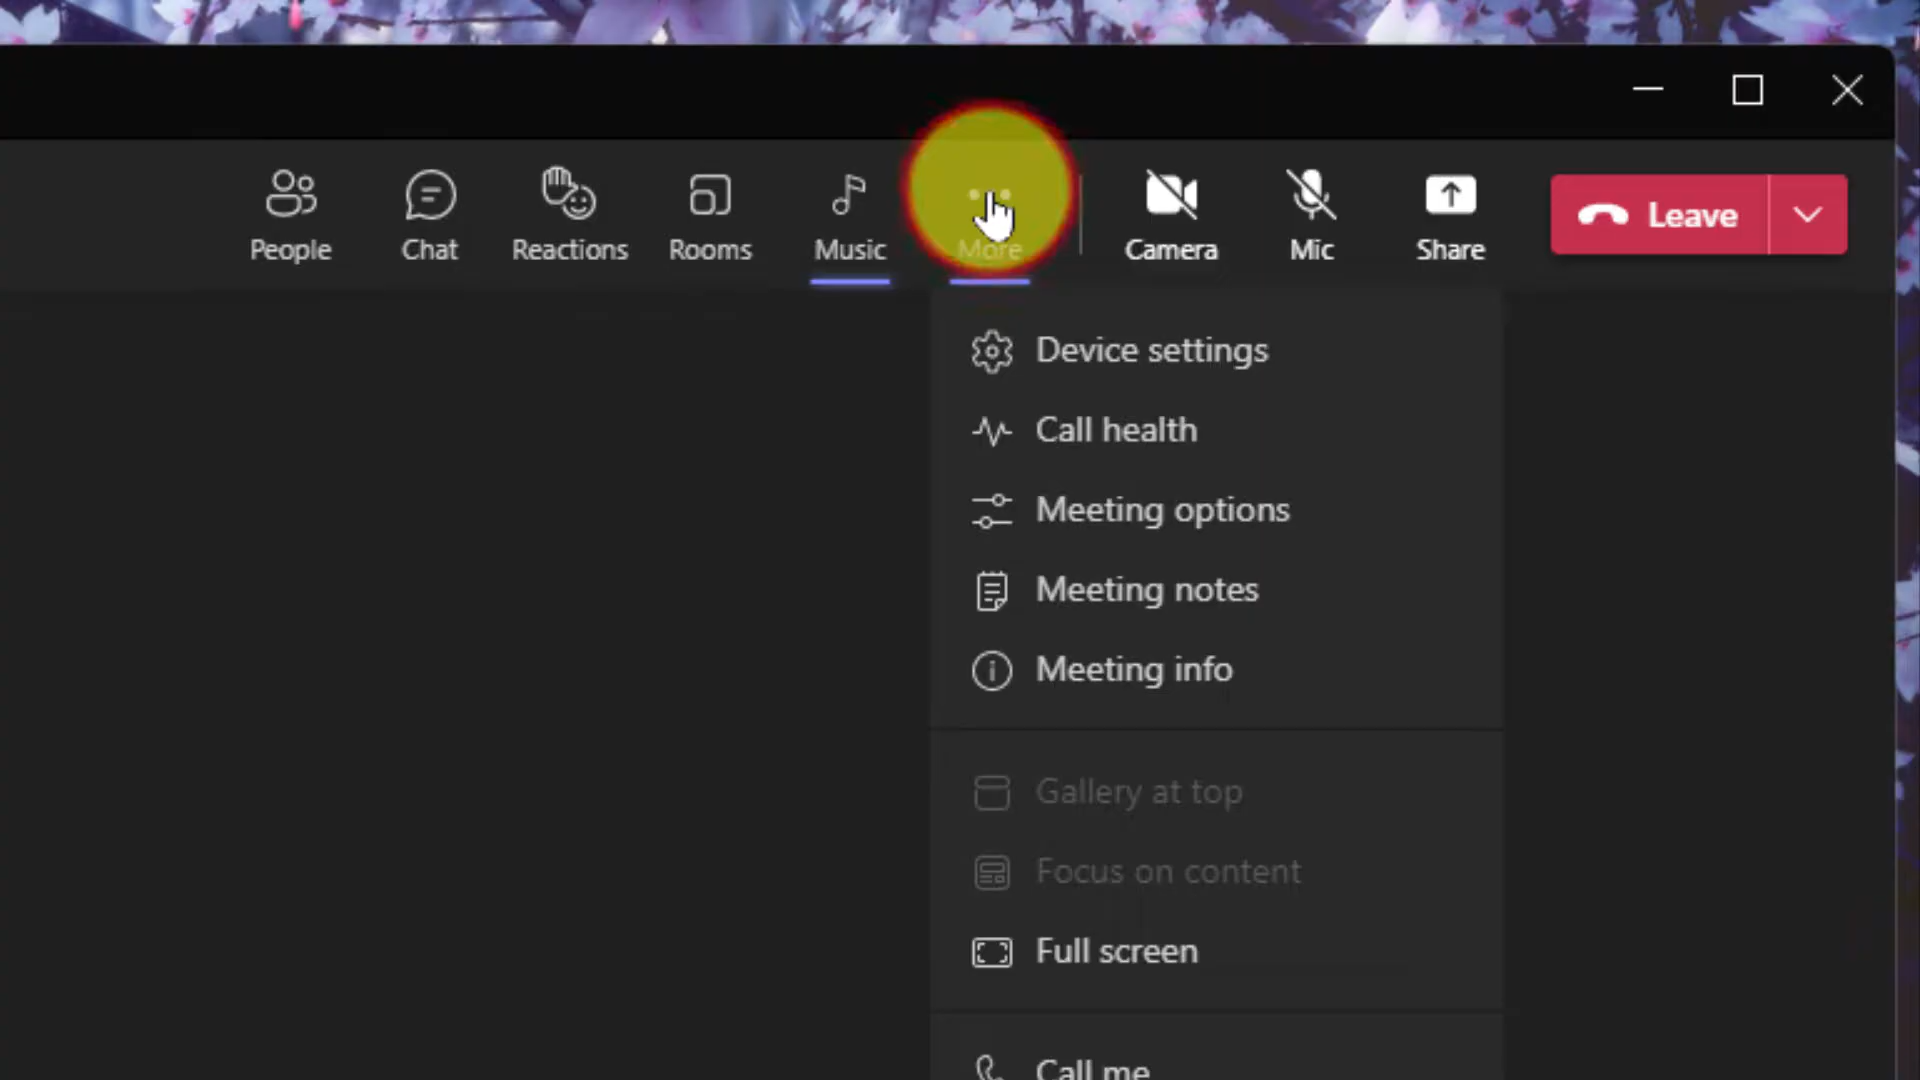 People Chat Reactions Rooms Music More Camera Mic Share Leave
Device settings
Call health
Meeting options
Meeting notes
Meeting info
Gallery at top
Focus on content
Full screen
Call me